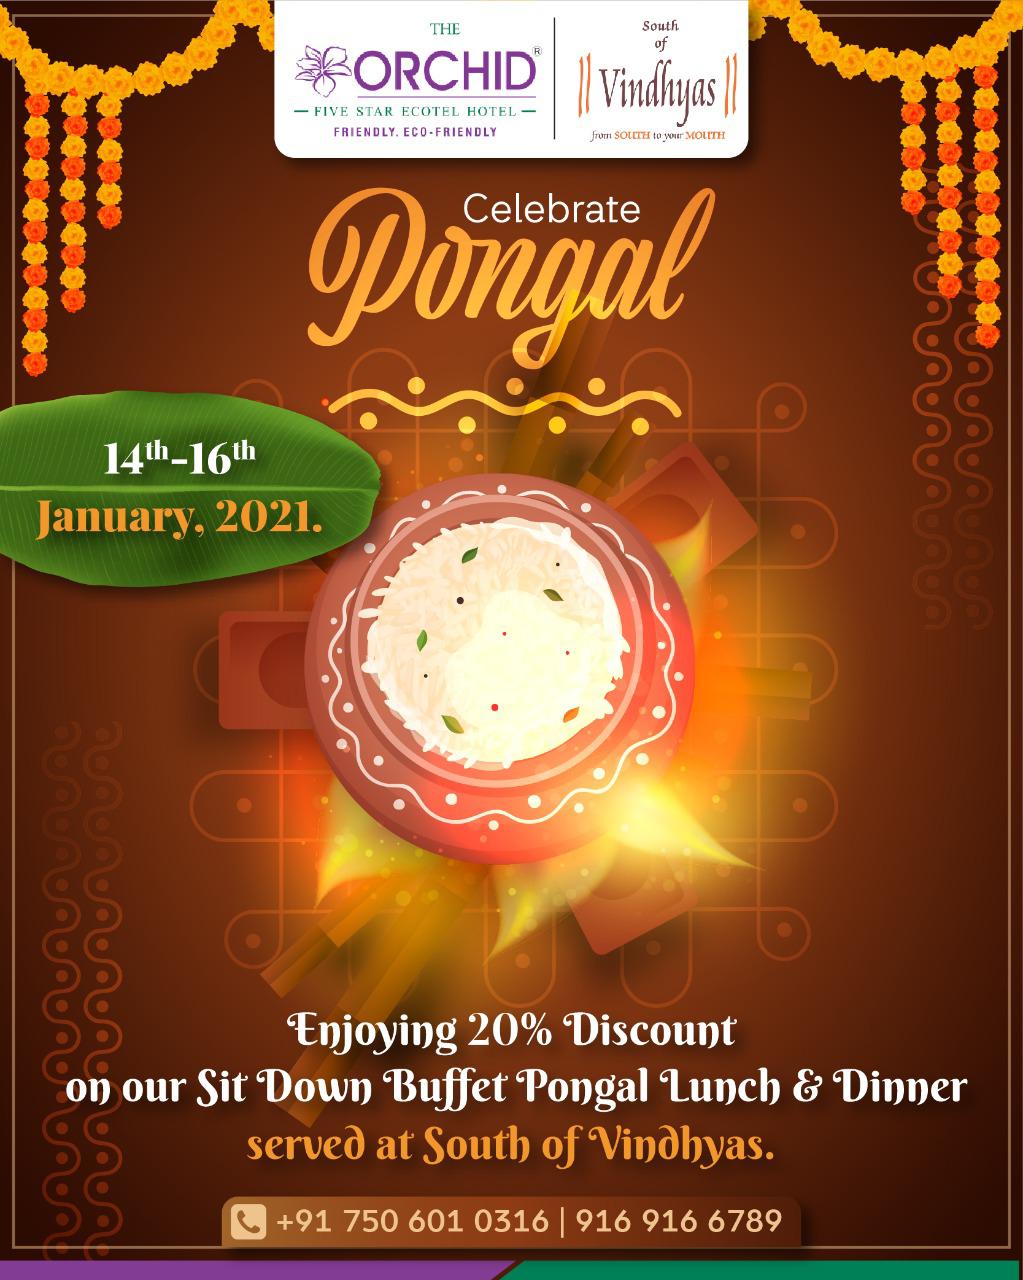 THE
ORCHID®
FIVE STAR ECOTEL HOTEL
FRIENDLY. ECO-FRIENDLY
South
of
Vindhyas
from SOUTH to your MOUTH
Celebrate
Pongal
14th-16th
January, 2021.
Enjoying 20% Discount
on our Sit Down Buffet Pongal Lunch & Dinner
served at South of Vindhyas.
+91 750 601 0316 | 916 916 6789